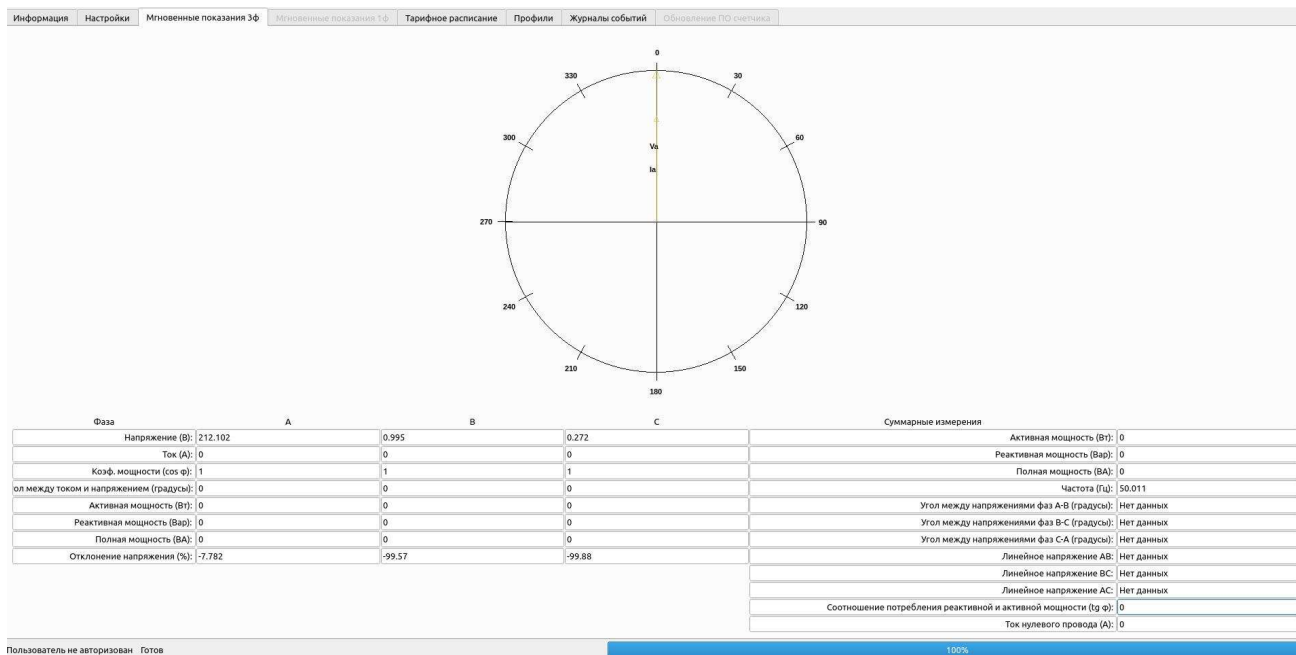 Информация Настройки Мгновенные показания 3ф Мгновенные показания 1ф Тарифное расписание Профили Журналы событий Обновление ПО счетчика
0
330 30
300 60
Va
Ia
270 90
240 120
210 150
180
Фаза A B C Суммарные измерения
Напряжение (В): 212.102 0.995 0.272 Активная мощность (Вт): 0
Ток (А): 0 0 0 Реактивная мощность (Вар): 0
Коэф. мощности (cos φ): 1 1 1 Полная мощность (ВА): 0
ол между током и напряжением (градусы): 0 0 0 Частота (Гц): 50.011
Активная мощность (Вт): 0 0 0 Угол между напряжениями фаз A-B (градусы): Нет данных
Реактивная мощность (Вар): 0 0 0 Угол между напряжениями фаз B-C (градусы): Нет данных
Полная мощность (ВА): 0 0 0 Угол между напряжениями фаз C-A (градусы): Нет данных
Отклонение напряжения (%): -7.782 -99.57 -99.88 Линейное напряжение AB: Нет данных
Линейное напряжение BC: Нет данных
Линейное напряжение AC: Нет данных
Соотношение потребления реактивной и активной мощности (tg φ): 0
Ток нулевого провода (А): 0
Пользователь не авторизован Готов 100%